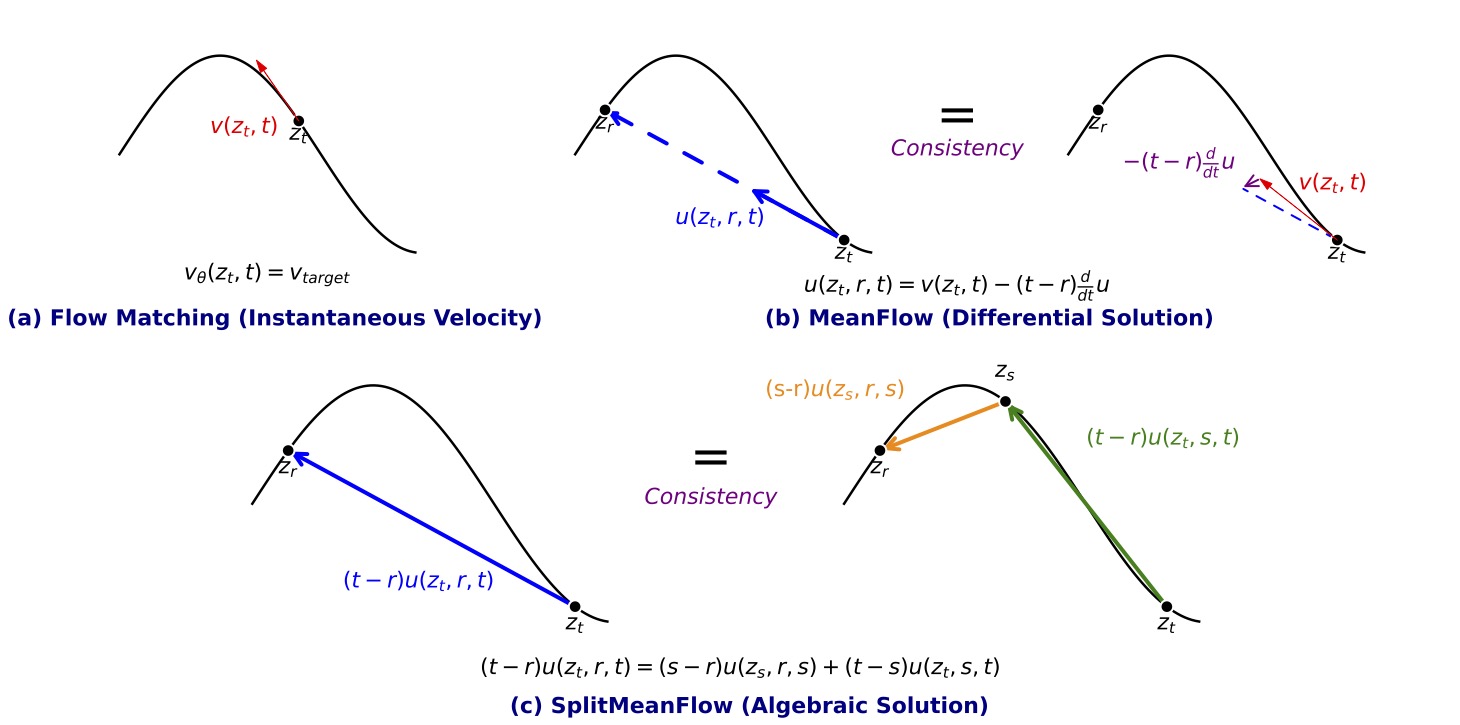 v(z_t, t)
z_t
v_θ(z_t, t) = v_{target}
(a) Flow Matching (Instantaneous Velocity)
z_r
u(z_t, r, t)
z_t
=
Consistency
z_r
−(t − r)\frac{d}{dt}u
v(z_t, t)
z_t
u(z_t, r, t) = v(z_t, t) − (t − r)\frac{d}{dt}u
(b) MeanFlow (Differential Solution)
z_r
(t − r)u(z_t, r, t)
z_t
=
Consistency
z_s
(s-r)u(z_s, r, s)
z_r
(t − r)u(z_t, s, t)
z_t
(t − r)u(z_t, r, t) = (s − r)u(z_s, r, s) + (t − s)u(z_t, s, t)
(c) SplitMeanFlow (Algebraic Solution)